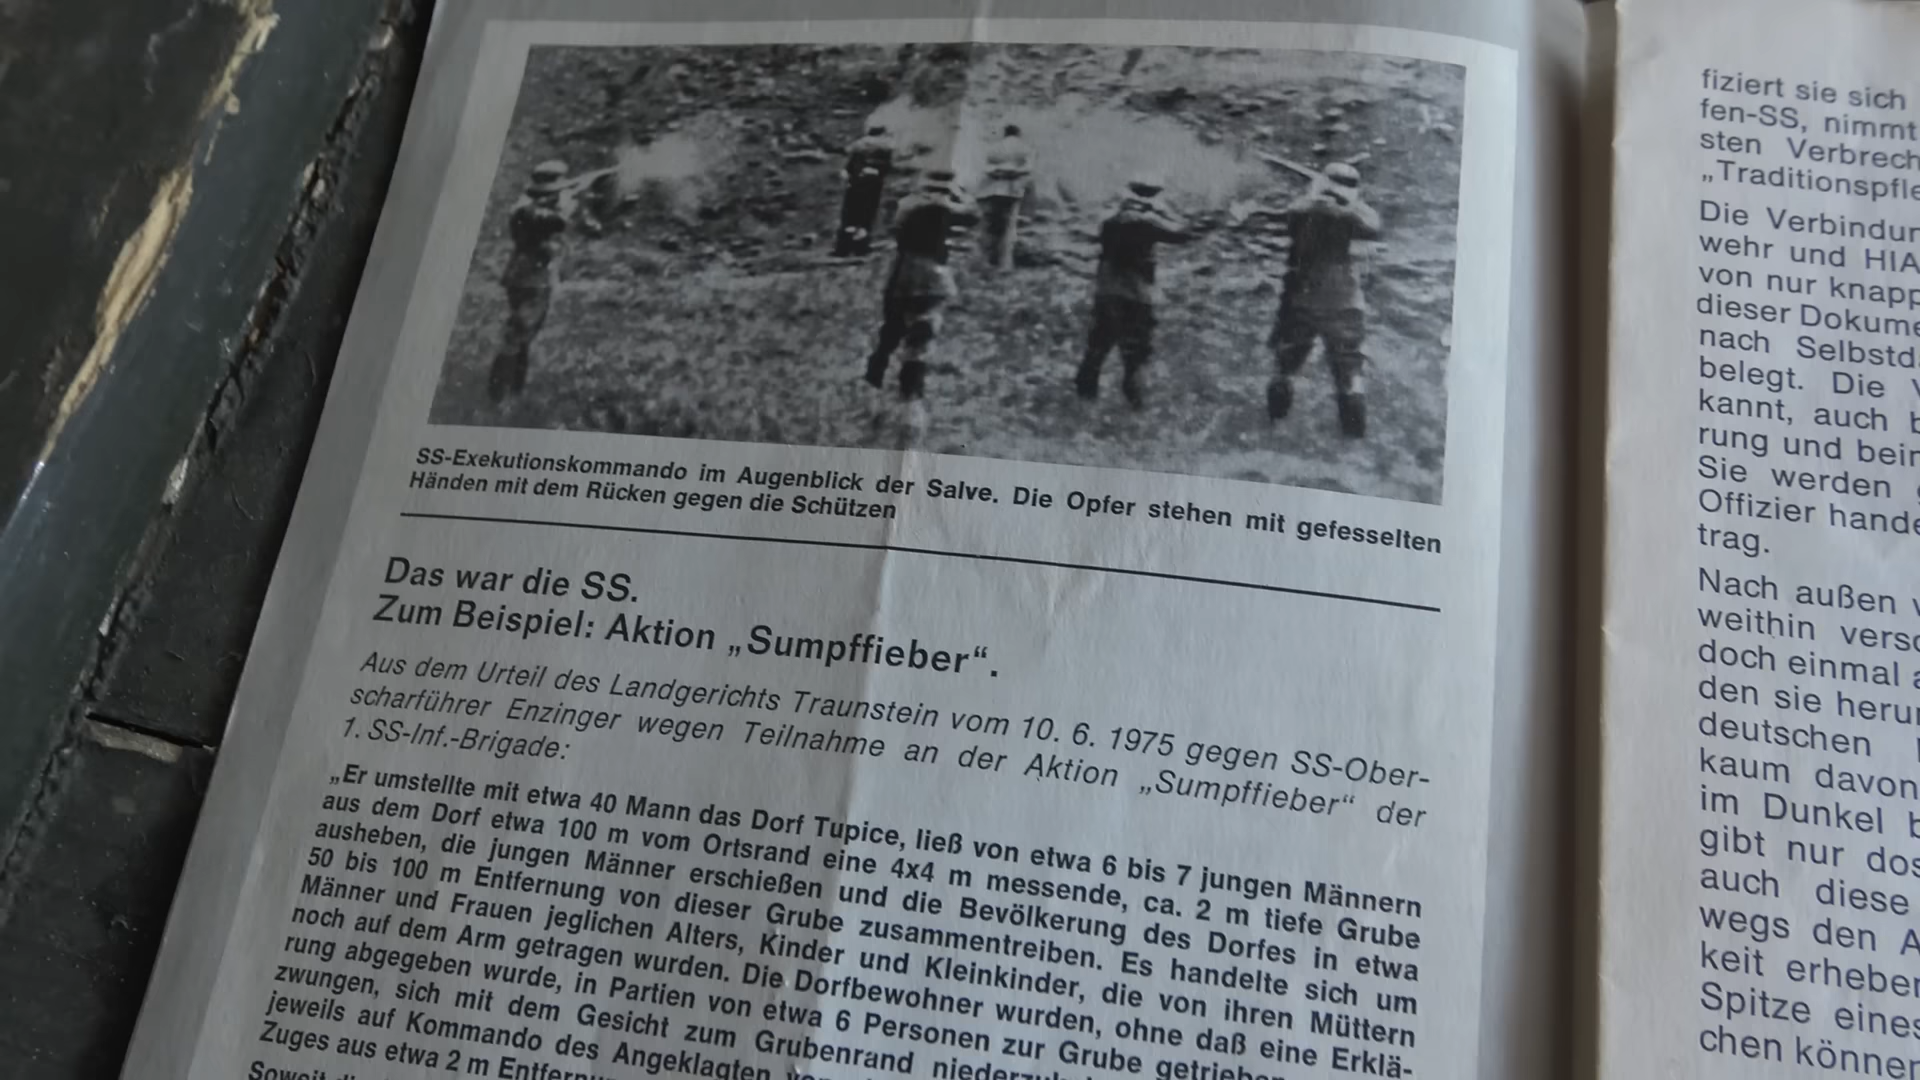 SS-Exekutionskommando im Augenblick der Salve. Die Opfer stehen mit gefesselten
Händen mit dem Rücken gegen die Schützen
Das war die SS.
Zum Beispiel: Aktion „Sumpffieber“.
Aus dem Urteil des Landgerichts Traunstein vom 10. 6. 1975 gegen SS-Ober-
scharführer Enzinger wegen Teilnahme an der Aktion „Sumpffieber“ der
1. SS-Inf.-Brigade:
„Er umstellte mit etwa 40 Mann das Dorf Tupice, ließ von etwa 6 bis 7 jungen Männern
aus dem Dorf etwa 100 m vom Ortsrand eine 4x4 m messende, ca. 2 m tiefe Grube
ausheben, die jungen Männer erschießen und die Bevölkerung des Dorfes in etwa
50 bis 100 m Entfernung von dieser Grube zusammentreiben. Es handelte sich um
Männer und Frauen jeglichen Alters, Kinder und Kleinkinder, die von ihren Müttern
noch auf dem Arm getragen wurden. Die Dorfbewohner wurden, ohne daß eine Erklä-
rung abgegeben wurde, in Partien von etwa 6 Personen zur Grube getrieben
zwungen, sich mit dem Gesicht zum Grubenrand
jeweils auf Kommando des Angeklagten
Zuges aus etwa 2 m
fiziert sie sich
fen-SS, nimmt
sten Verbrech
„Traditionspfle
Die Verbindun
wehr und HIA
von nur knapp
dieser Dokume
nach Selbstd
belegt. Die
kannt, auch
rung und beim
Sie werden
Offizier hande
trag.
Nach außen
weithin versc
doch einmal a
den sie heru
deutschen
kaum davon
im Dunkel b
gibt nur dos
auch diese
wegs den A
keit erheben
Spitze eines
chen können